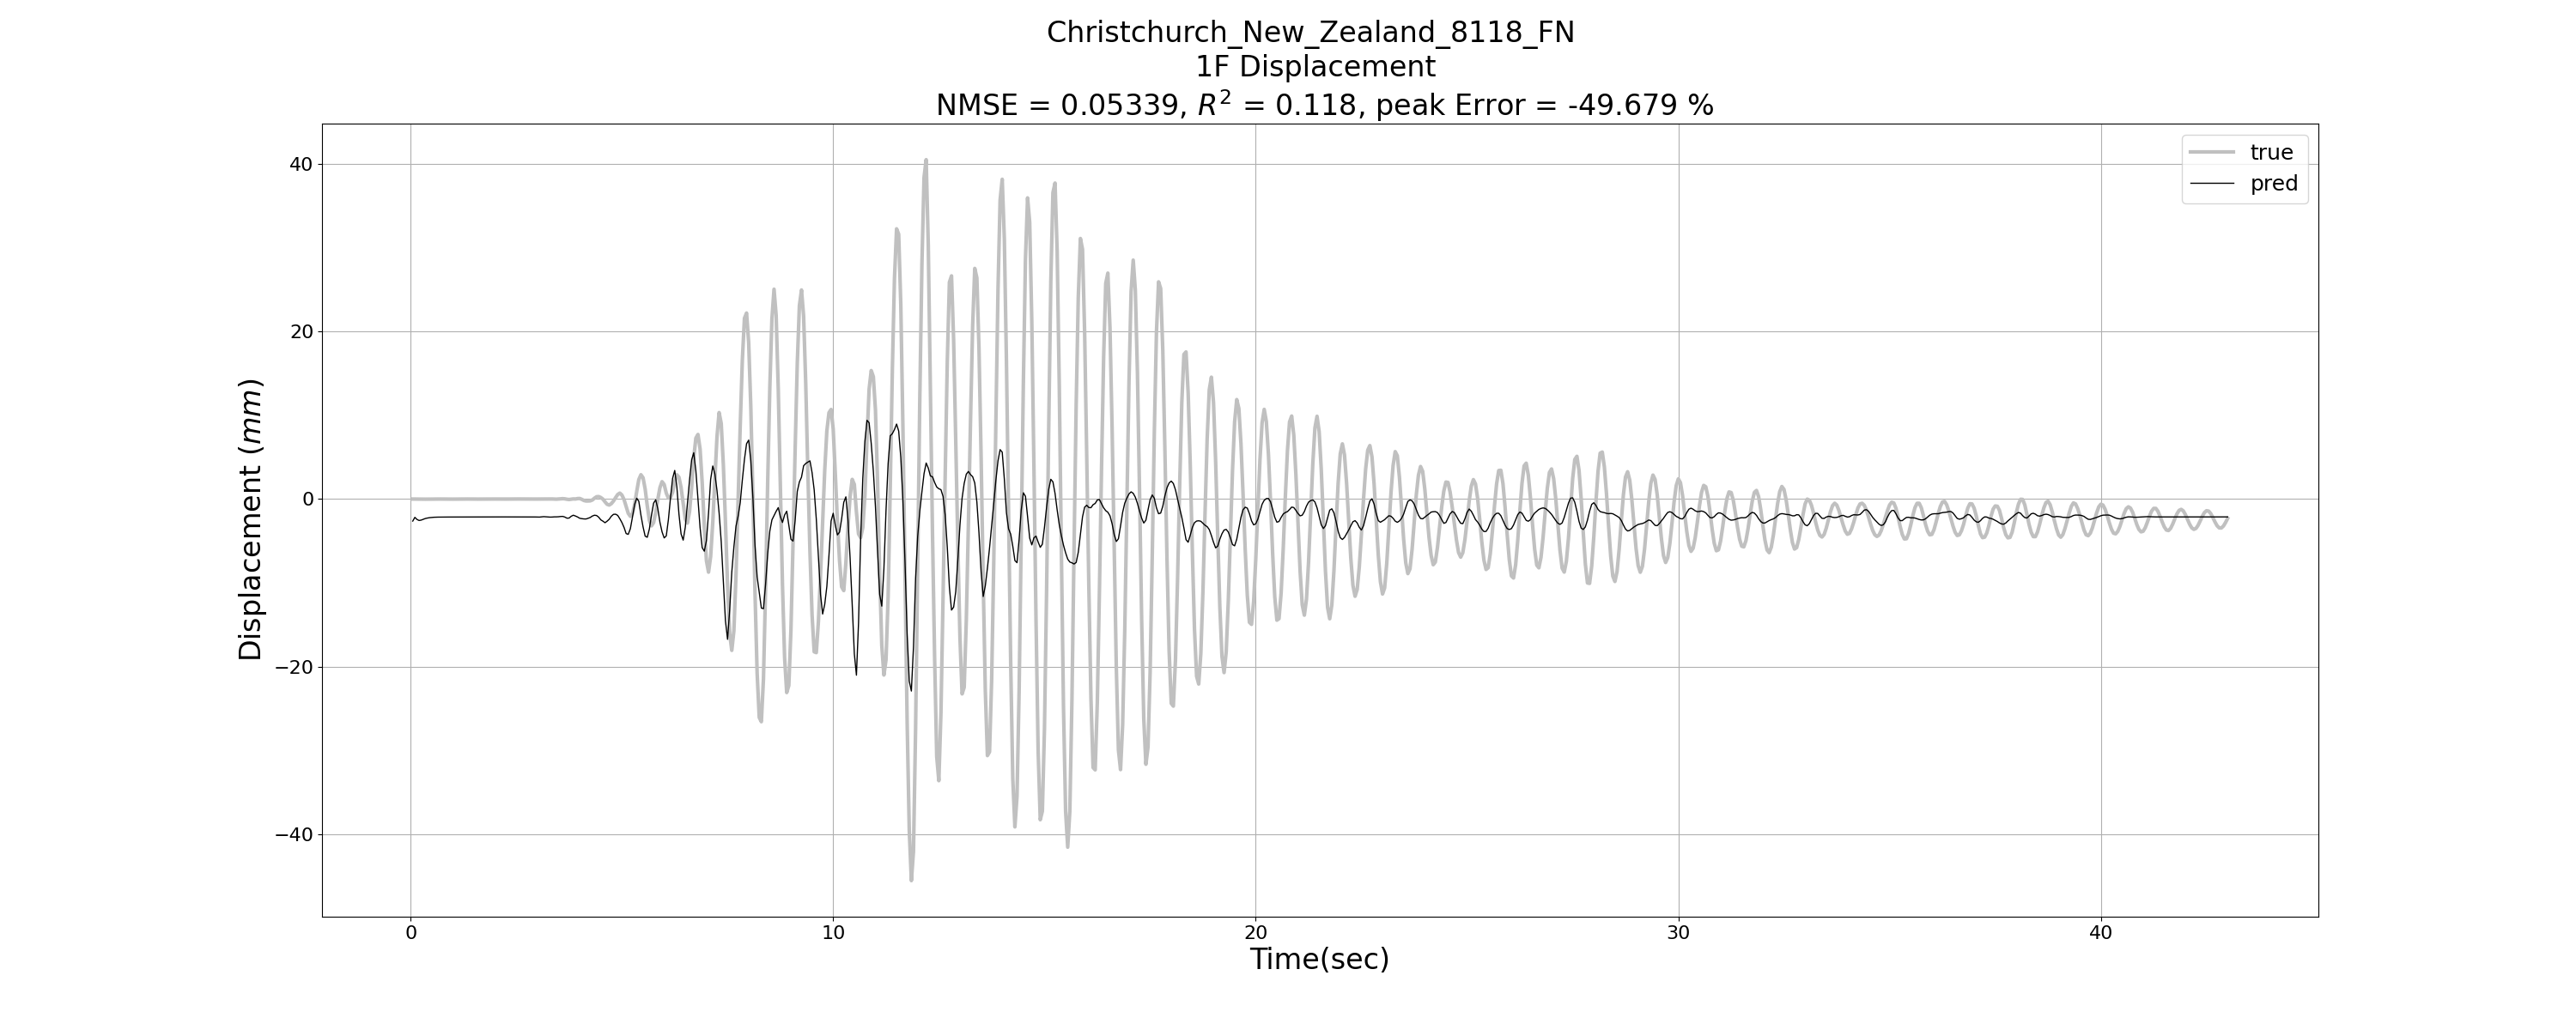 Christchurch_New_Zealand_8118_FN
1F Displacement
NMSE = 0.05339, R² = 0.118, peak Error = -49.679 %
true
pred
Displacement (mm)
40
20
0
−20
−40
0 10 20 30 40
Time(sec)